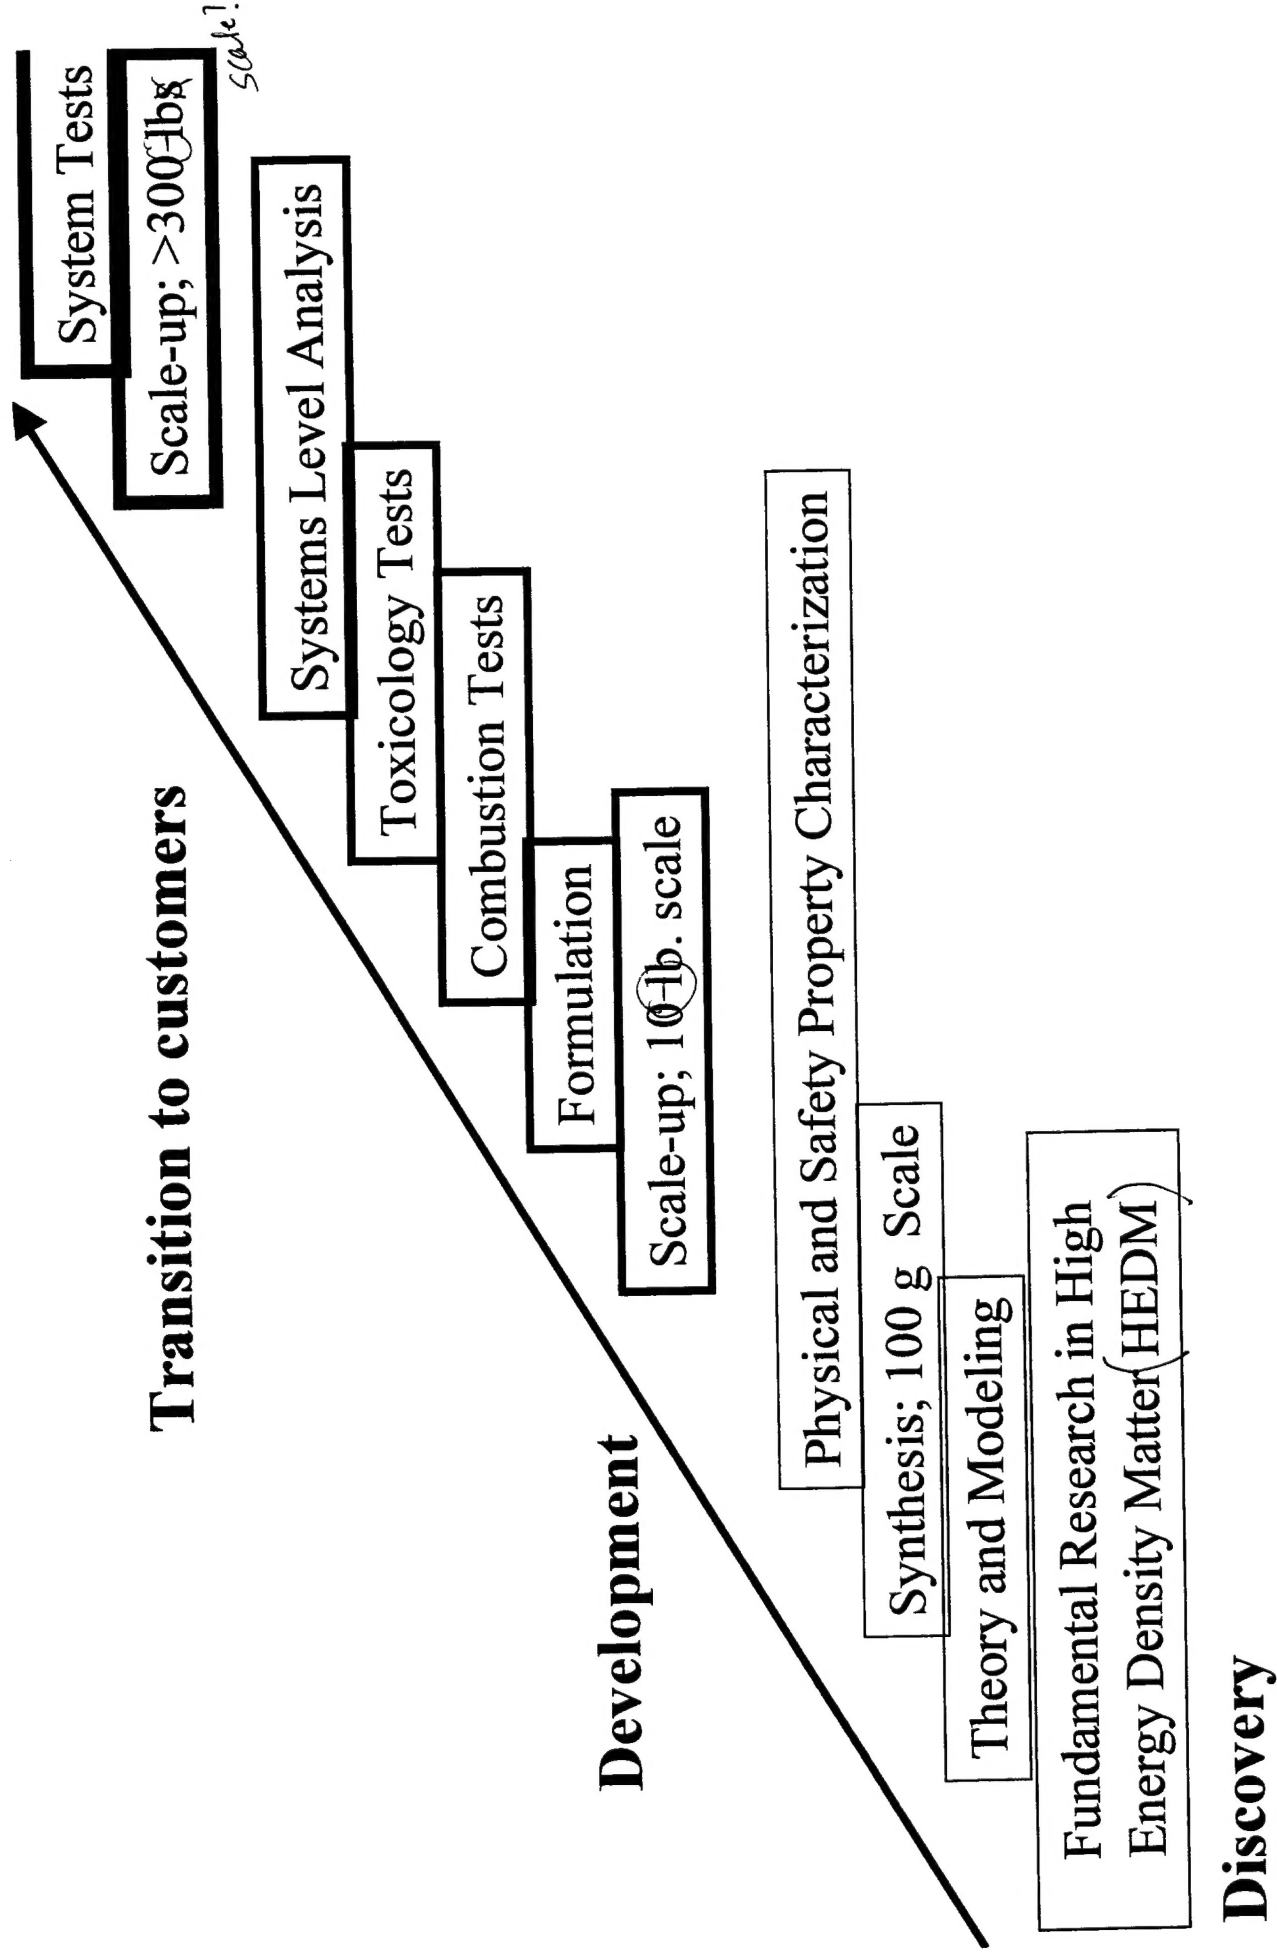 Transition to customers
System Tests
Scale-up; >300-lbs
scale?
Systems Level Analysis
Toxicology Tests
Combustion Tests
Development
Formulation
Scale-up; 10-lb. scale
Physical and Safety Property Characterization
Synthesis; 100 g Scale
Theory and Modeling
Fundamental Research in High
Energy Density Matter (HEDM)
Discovery